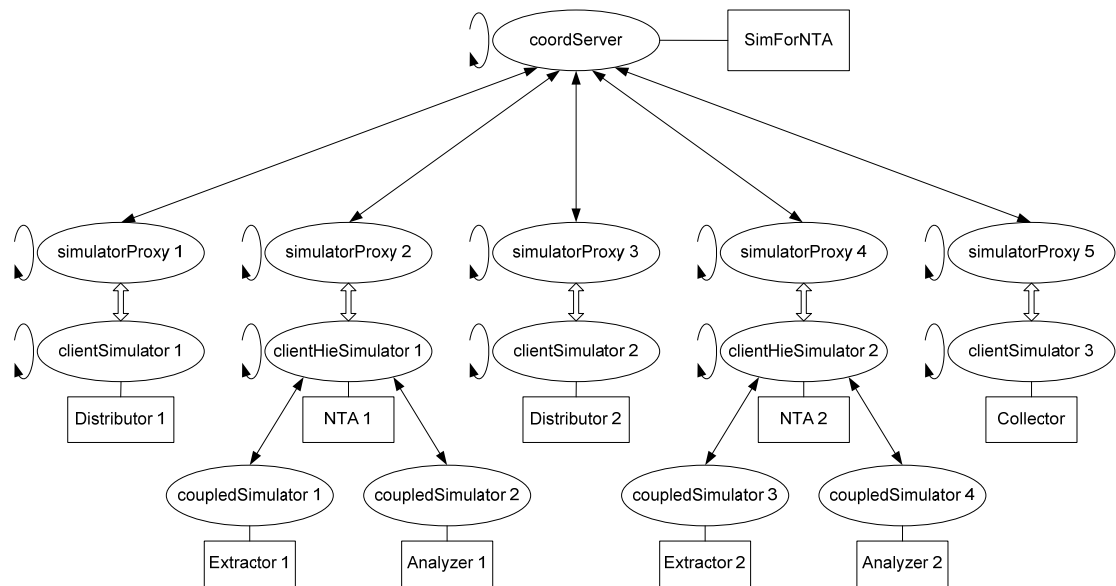 coordServer
SimForNTA
simulatorProxy 1
simulatorProxy 2
simulatorProxy 3
simulatorProxy 4
simulatorProxy 5
clientSimulator 1
clientHieSimulator 1
clientSimulator 2
clientHieSimulator 2
clientSimulator 3
Distributor 1
NTA 1
Distributor 2
NTA 2
Collector
coupledSimulator 1
coupledSimulator 2
coupledSimulator 3
coupledSimulator 4
Extractor 1
Analyzer 1
Extractor 2
Analyzer 2